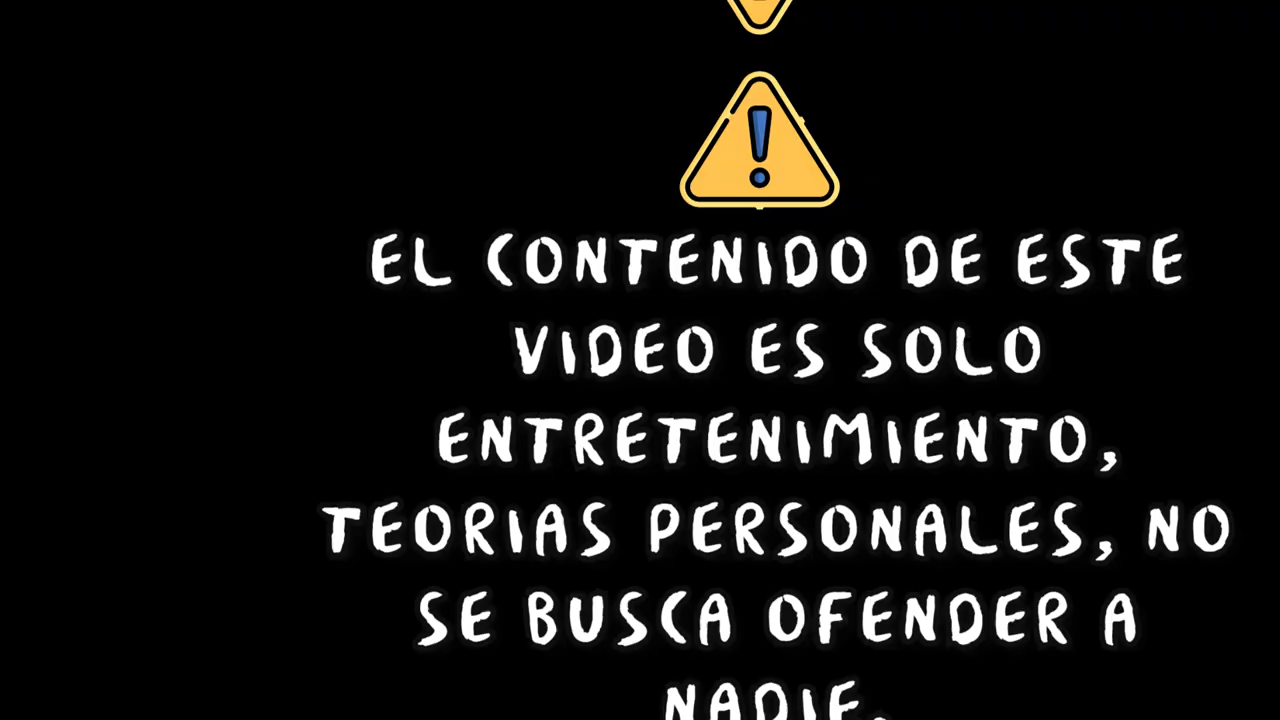 EL CONTENIDO DE ESTE
VIDEO ES SOLO
ENTRETENIMIENTO,
TEORIAS PERSONALES, NO
SE BUSCA OFENDER A
NADIE.